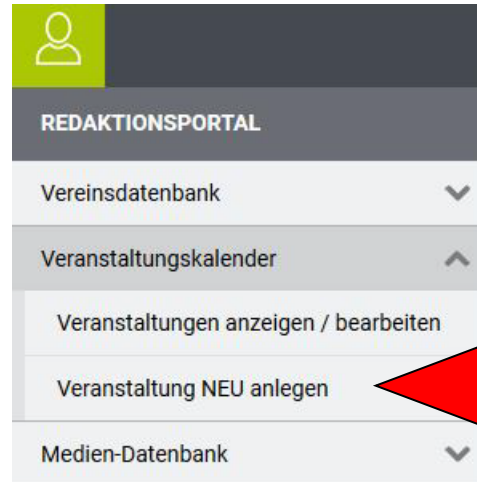 REDAKTIONSPORTAL
Vereinsdatenbank
Veranstaltungskalender
Veranstaltungen anzeigen / bearbeiten
Veranstaltung NEU anlegen
Medien-Datenbank